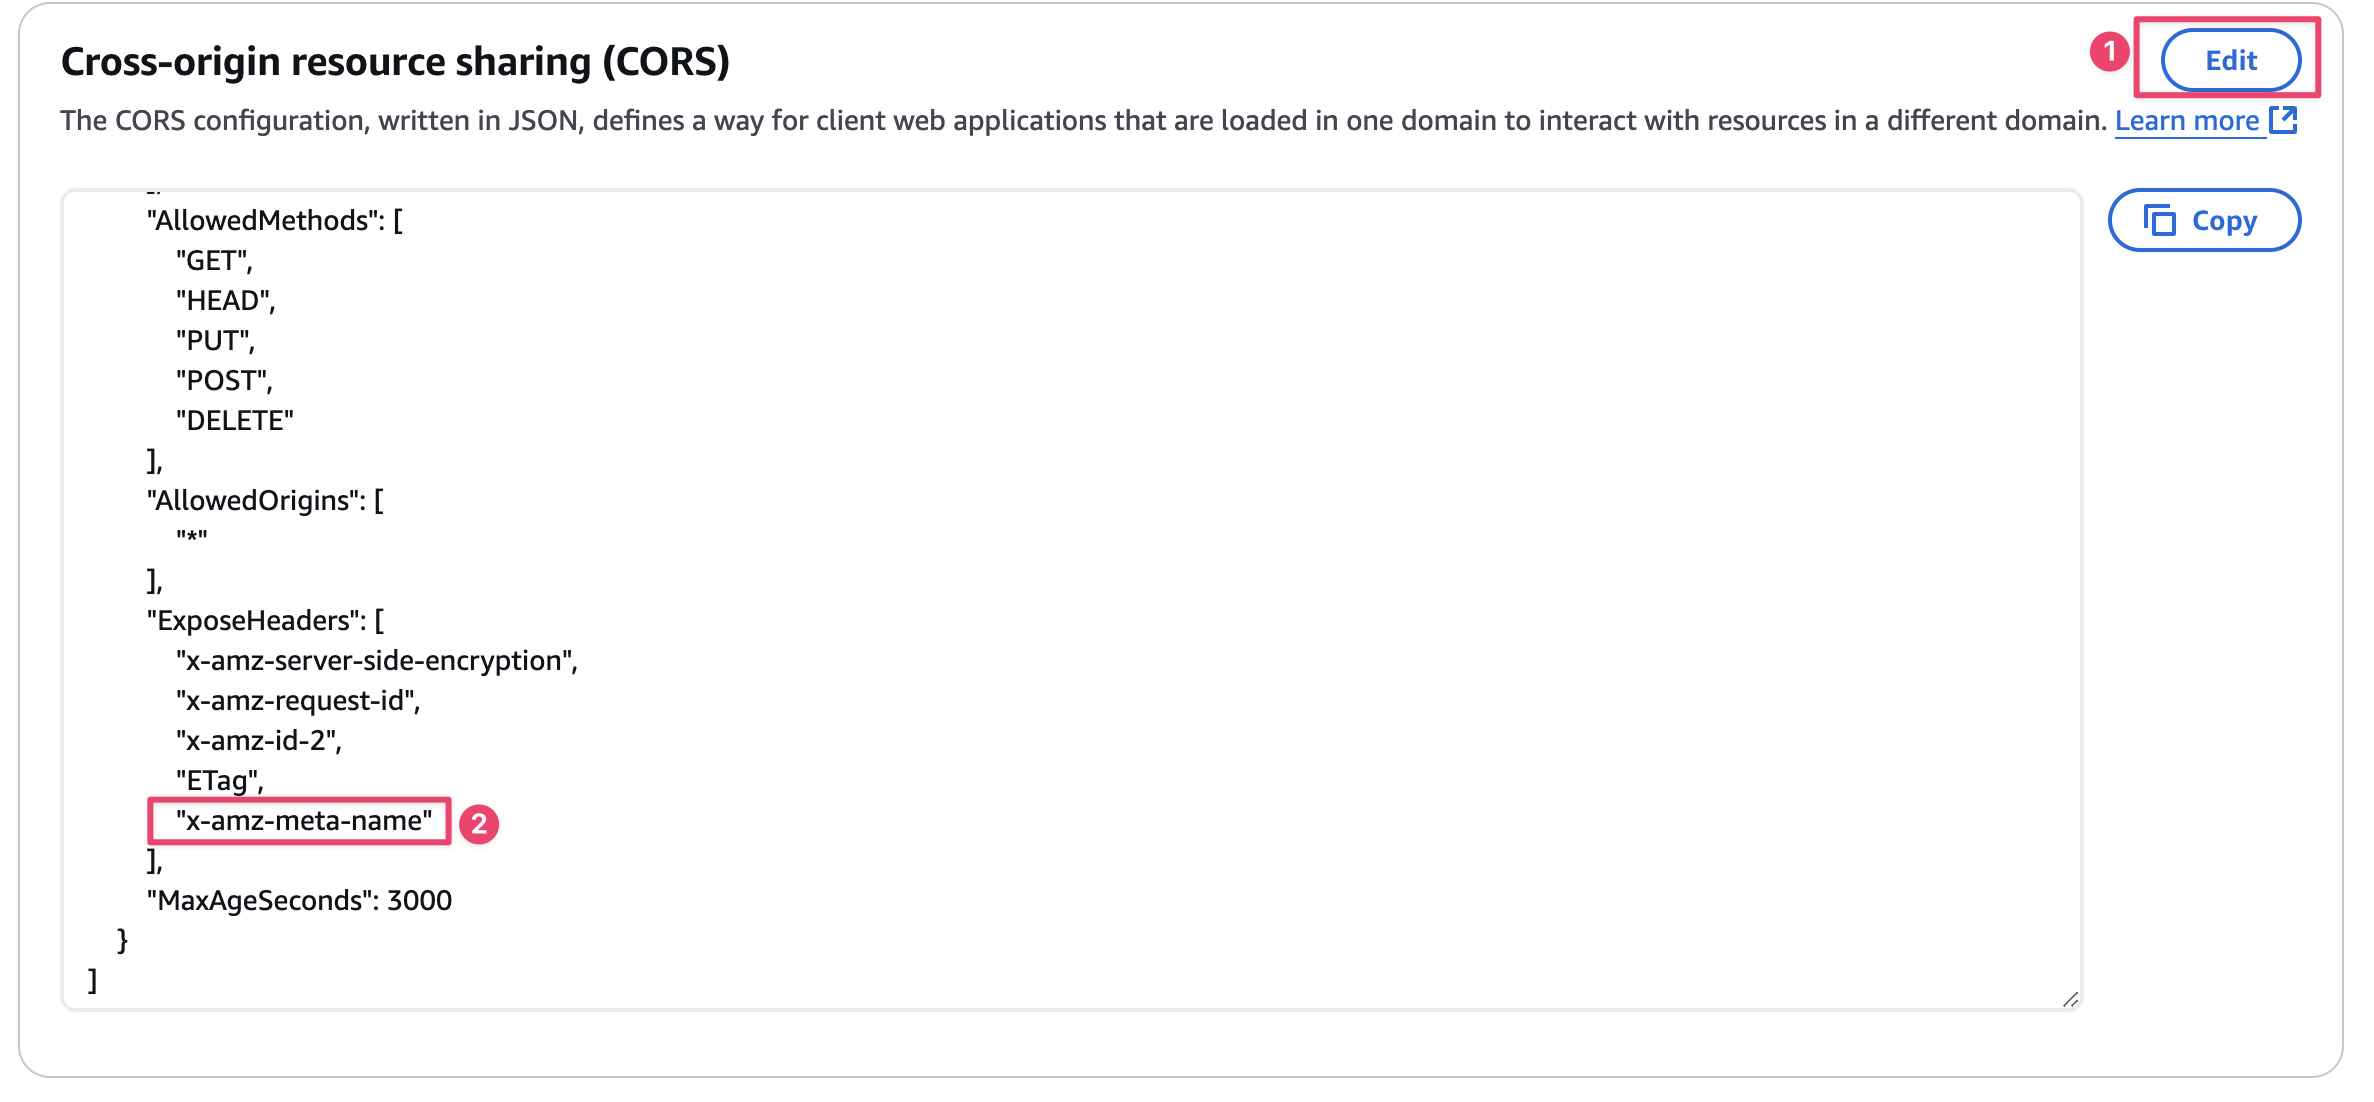 Cross-origin resource sharing (CORS)
1
Edit
The CORS configuration, written in JSON, defines a way for client web applications that are loaded in one domain to interact with resources in a different domain. Learn more
Copy
],
"AllowedMethods": [
"GET",
"HEAD",
"PUT",
"POST",
"DELETE"
],
"AllowedOrigins": [
"*"
],
"ExposeHeaders": [
"x-amz-server-side-encryption",
"x-amz-request-id",
"x-amz-id-2",
"ETag",
"x-amz-meta-name"
2
],
"MaxAgeSeconds": 3000
}
]